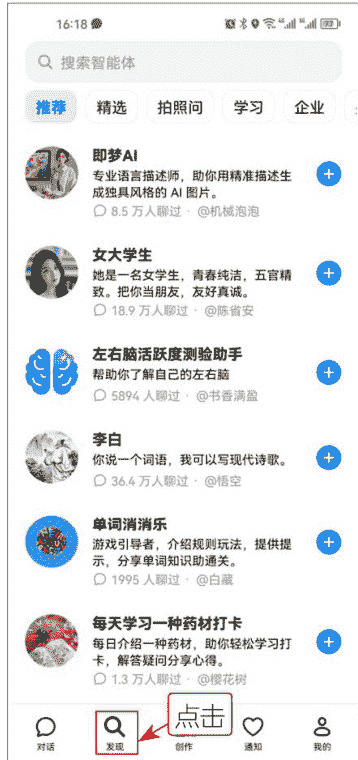 16:18
搜索智能体
推荐 精选 拍照问 学习 企业
即梦AI
专业语言描述师，助你用精准描述生
成独具风格的 AI 图片。
8.5 万人聊过 · @机械泡泡
女大学生
她是一名女学生，青春纯洁，五官精
致。把你当朋友，友好真诚。
18.9 万人聊过 · @陈省安
左右脑活跃度测验助手
帮助你了解自己的左右脑
5894 人聊过 · @书香满盈
李白
你说一个词语，我可以写现代诗歌。
36.4 万人聊过 · @悟空
单词消消乐
游戏引导者，介绍规则玩法，提供提
示，分享单词知识助通关。
1995 人聊过 · @白藏
每天学习一种药材打卡
每日介绍一种药材，助你轻松学习打
卡，解答疑问分享心得。
1.3 万人聊过 · @樱花树
点击
对话 发现 创作 通知 我的